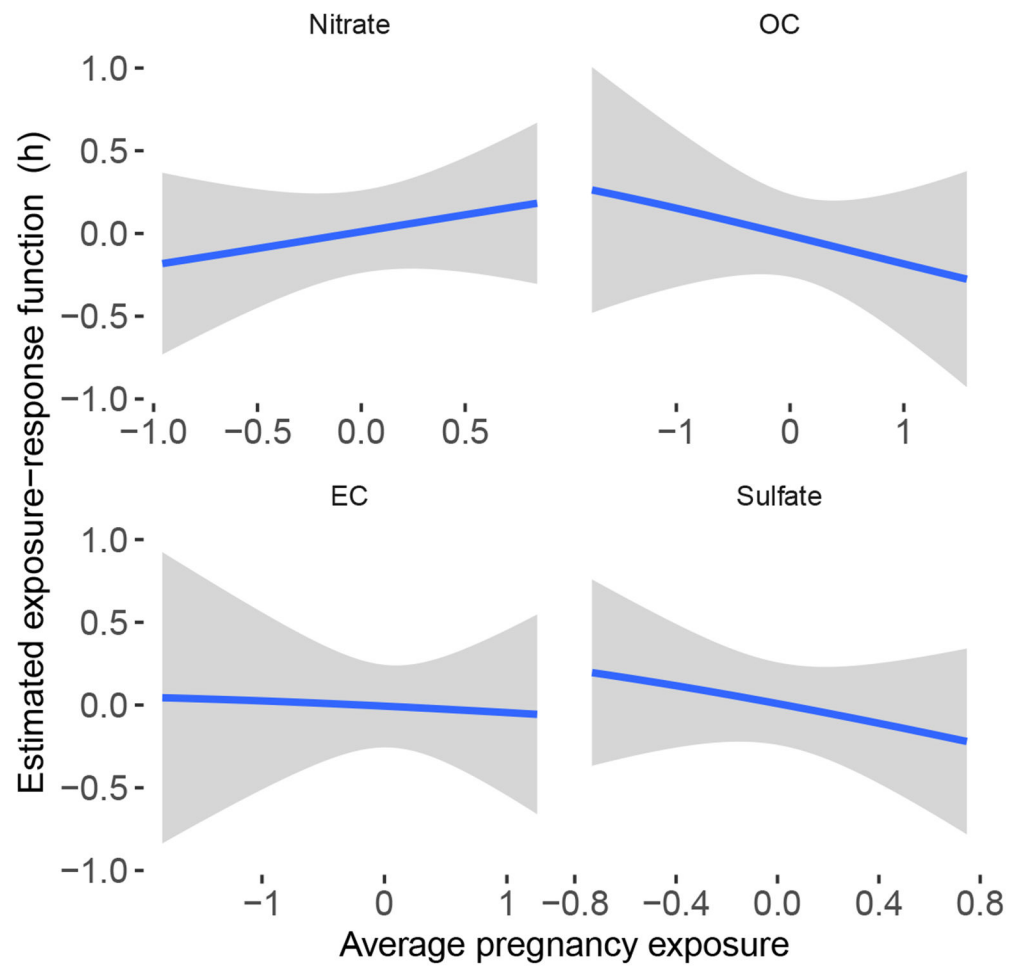 Nitrate
OC
1.0
0.5
0.0
−0.5
−1.0
−1.0 −0.5 0.0 0.5
−1 0 1
EC
Sulfate
1.0
0.5
0.0
−0.5
−1.0
−1 0 1
−0.8 −0.4 0.0 0.4 0.8
Estimated exposure−response function (h)
Average pregnancy exposure